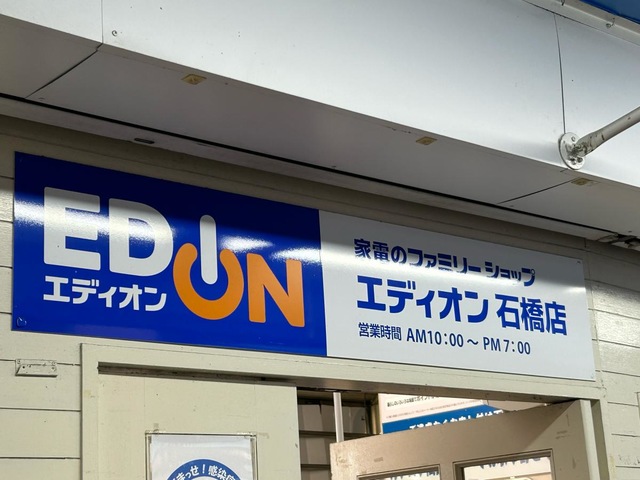 EDION
エディオン
家電のファミリーショップ
エディオン 石橋店
営業時間 AM10:00〜PM7:00